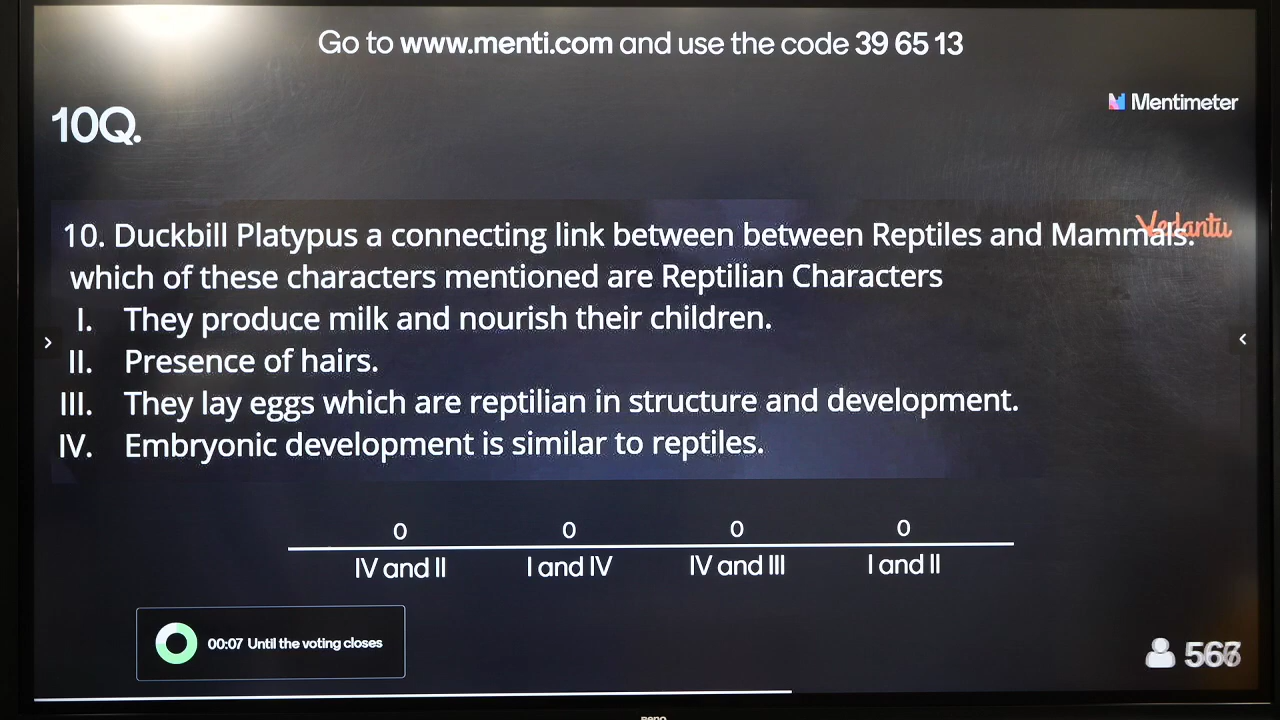 Go to www.menti.com and use the code 39 65 13
Mentimeter
10Q.
Vedantu
10. Duckbill Platypus a connecting link between between Reptiles and Mammals.
which of these characters mentioned are Reptilian Characters
I. They produce milk and nourish their children.
II. Presence of hairs.
III. They lay eggs which are reptilian in structure and development.
IV. Embryonic development is similar to reptiles.
0 0 0 0
IV and II I and IV IV and III I and II
00:07 Until the voting closes